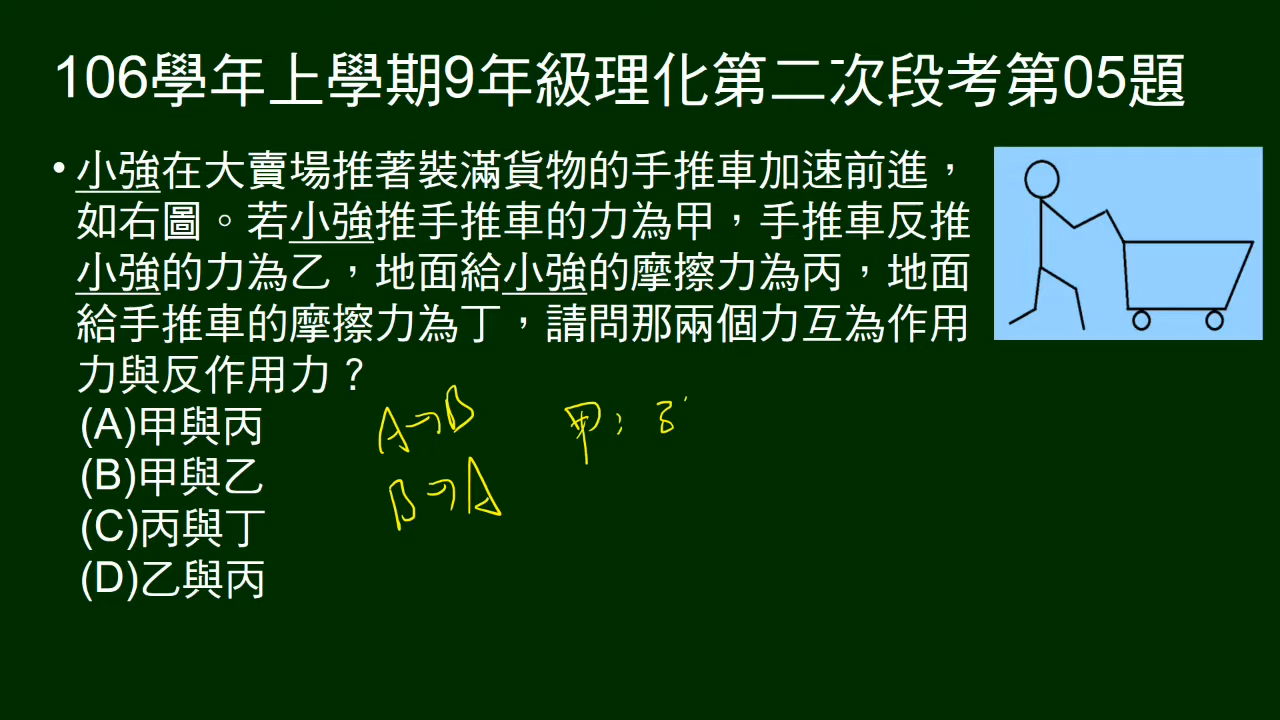 106學年上學期9年級理化第二次段考第05題
• 小強在大賣場推著裝滿貨物的手推車加速前進，
如右圖。若小強推手推車的力為甲，手推車反推
小強的力為乙，地面給小強的摩擦力為丙，地面
給手推車的摩擦力為丁，請問那兩個力互為作用
力與反作用力？
(A)甲與丙
(B)甲與乙
(C)丙與丁
(D)乙與丙
A→B
B→A
甲：